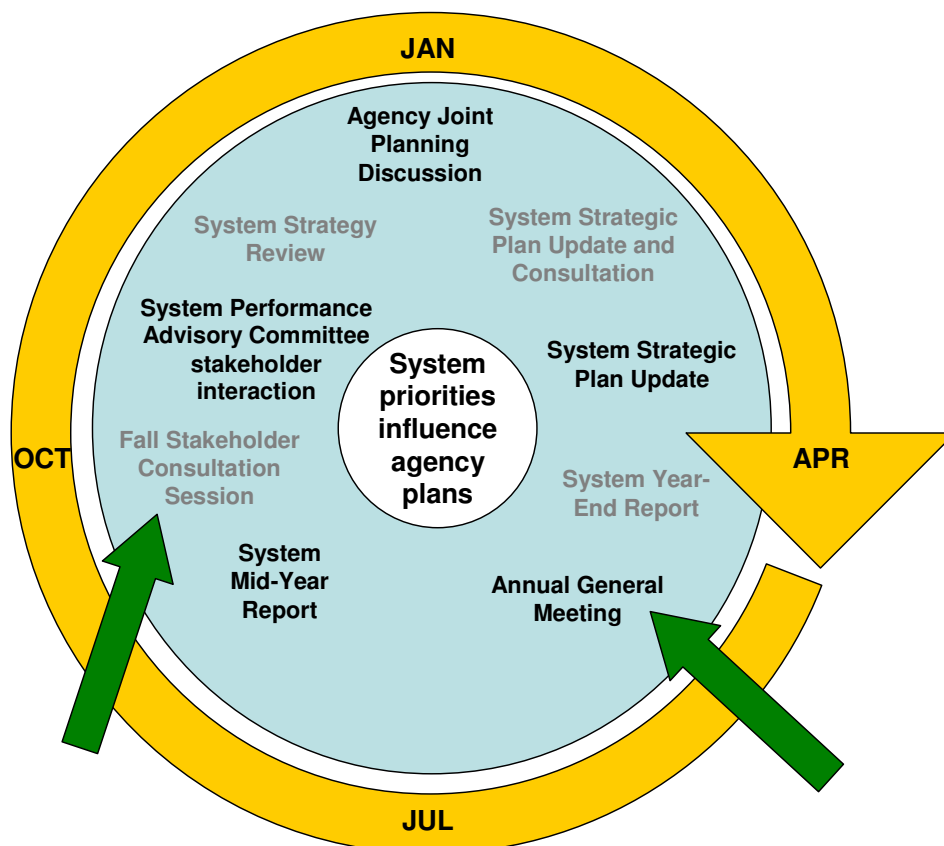 JAN
Agency Joint
Planning
Discussion
System Strategy
Review
System Strategic
Plan Update and
Consultation
System Performance
Advisory Committee
stakeholder
interaction
System
priorities
influence
agency
plans
System Strategic
Plan Update
OCT
Fall Stakeholder
Consultation
Session
APR
System Year-
End Report
System
Mid-Year
Report
Annual General
Meeting
JUL